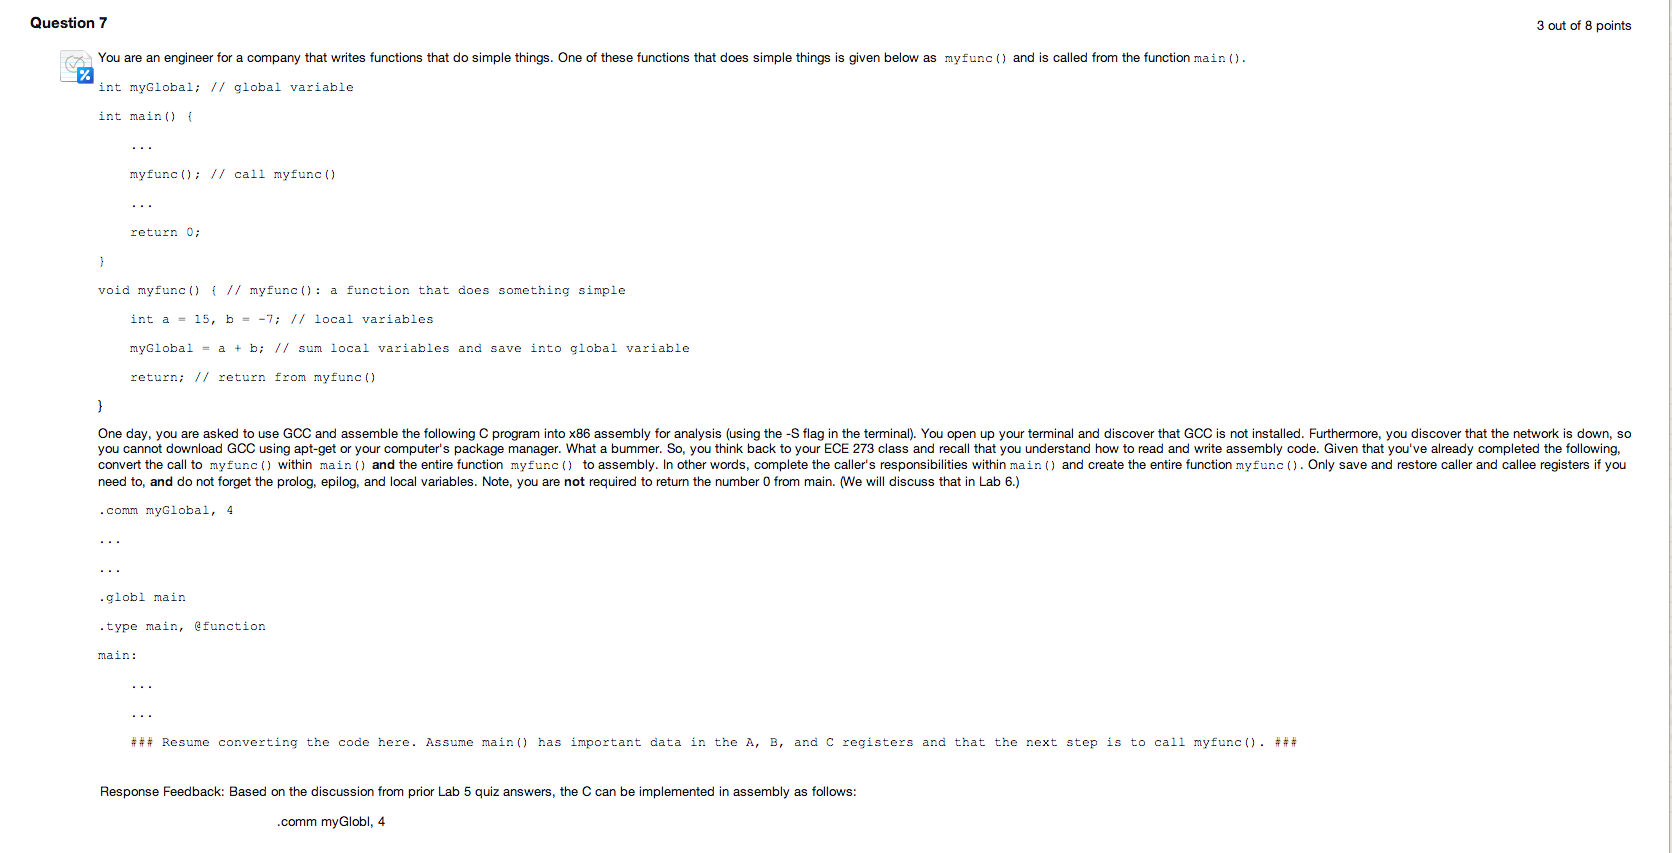 Question 7
3 out of 8 points
You are an engineer for a company that writes functions that do simple things. One of these functions that does simple things is given below as myfunc() and is called from the function main().
int myGlobal; // global variable
int main() {
...
myfunc(); // call myfunc()
...
return 0;
}
void myfunc() { // myfunc(): a function that does something simple
int a = 15, b = -7; // local variables
myGlobal = a + b; // sum local variables and save into global variable
return; // return from myfunc()
}
One day, you are asked to use GCC and assemble the following C program into x86 assembly for analysis (using the -S flag in the terminal). You open up your terminal and discover that GCC is not installed. Furthermore, you discover that the network is down, so
you cannot download GCC using apt-get or your computer's package manager. What a bummer. So, you think back to your ECE 273 class and recall that you understand how to read and write assembly code. Given that you've already completed the following,
convert the call to myfunc() within main() and the entire function myfunc() to assembly. In other words, complete the caller's responsibilities within main() and create the entire function myfunc(). Only save and restore caller and callee registers if you
need to, and do not forget the prolog, epilog, and local variables. Note, you are not required to return the number 0 from main. (We will discuss that in Lab 6.)
.comm myGlobal, 4
...
...
.globl main
.type main, @function
main:
...
...
### Resume converting the code here. Assume main() has important data in the A, B, and C registers and that the next step is to call myfunc(). ###
Response Feedback: Based on the discussion from prior Lab 5 quiz answers, the C can be implemented in assembly as follows:
.comm myGlobl, 4